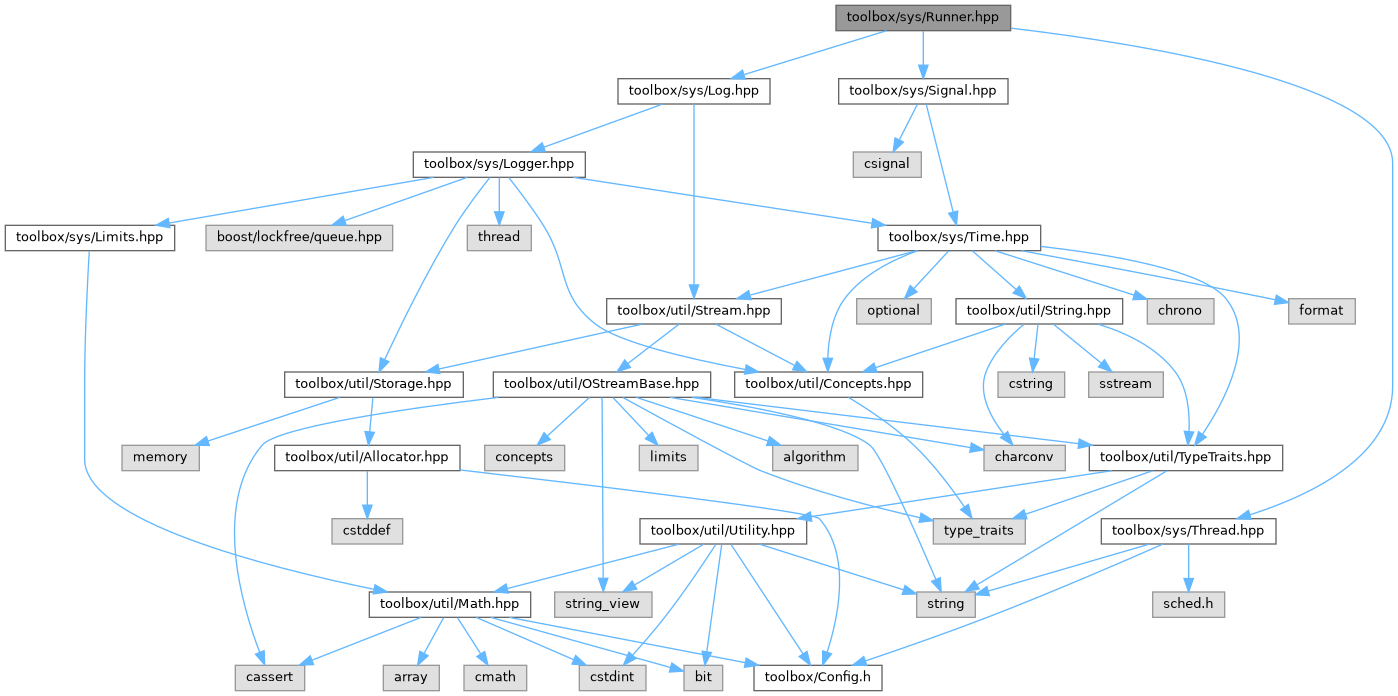 toolbox/sys/Runner.hpp
toolbox/sys/Log.hpp
toolbox/sys/Signal.hpp
toolbox/sys/Logger.hpp
csignal
toolbox/sys/Limits.hpp
boost/lockfree/queue.hpp
thread
toolbox/sys/Time.hpp
toolbox/util/Stream.hpp
optional
toolbox/util/String.hpp
chrono
format
toolbox/util/Storage.hpp
toolbox/util/OStreamBase.hpp
toolbox/util/Concepts.hpp
cstring
sstream
memory
toolbox/util/Allocator.hpp
concepts
limits
algorithm
charconv
toolbox/util/TypeTraits.hpp
cstddef
toolbox/util/Utility.hpp
type_traits
toolbox/sys/Thread.hpp
toolbox/util/Math.hpp
string_view
string
sched.h
cassert
array
cmath
cstdint
bit
toolbox/Config.h